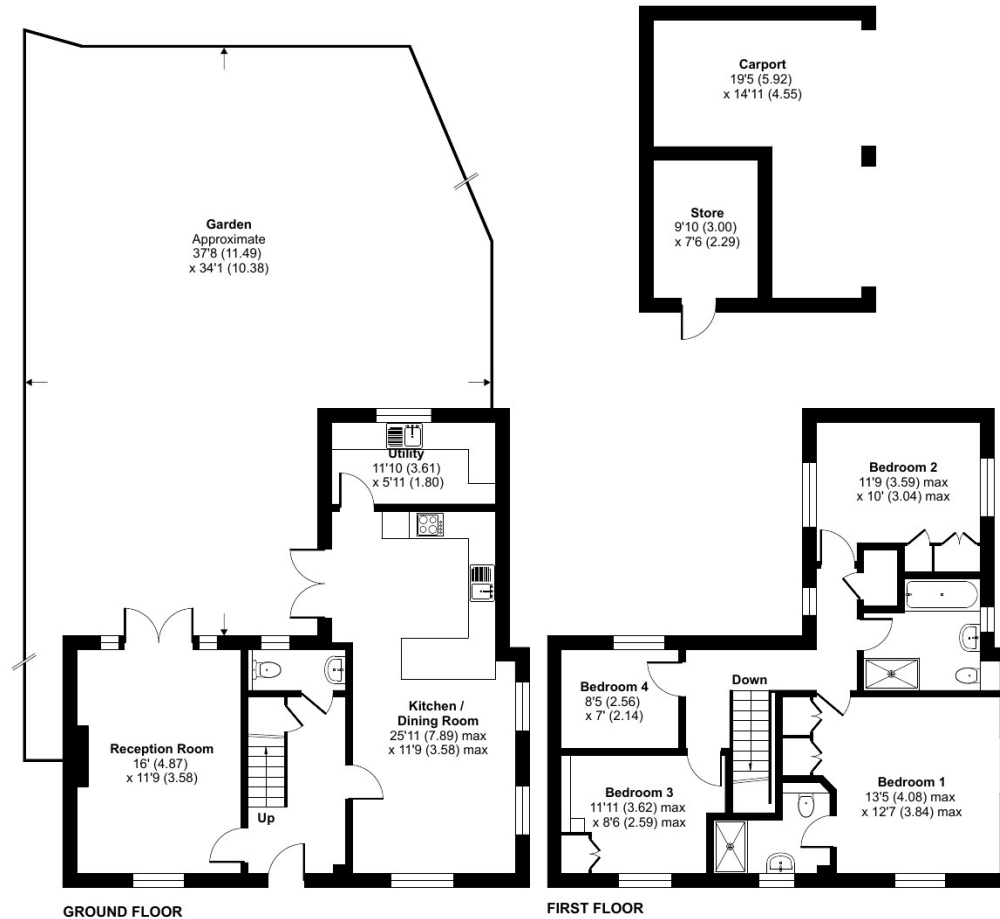 Carport
19'5 (5.92)
x 14'11 (4.55)
Store
9'10 (3.00)
x 7'6 (2.29)
Garden
Approximate
37'8 (11.49)
x 34'1 (10.38)
Utility
11'10 (3.61)
x 5'11 (1.80)
Kitchen /
Dining Room
25'11 (7.89) max
x 11'9 (3.58) max
Reception Room
16' (4.87)
x 11'9 (3.58)
Up
GROUND FLOOR
Bedroom 2
11'9 (3.59) max
x 10' (3.04) max
Bedroom 4
8'5 (2.56)
x 7' (2.14)
Down
Bedroom 3
11'11 (3.62) max
x 8'6 (2.59) max
Bedroom 1
13'5 (4.08) max
x 12'7 (3.84) max
FIRST FLOOR